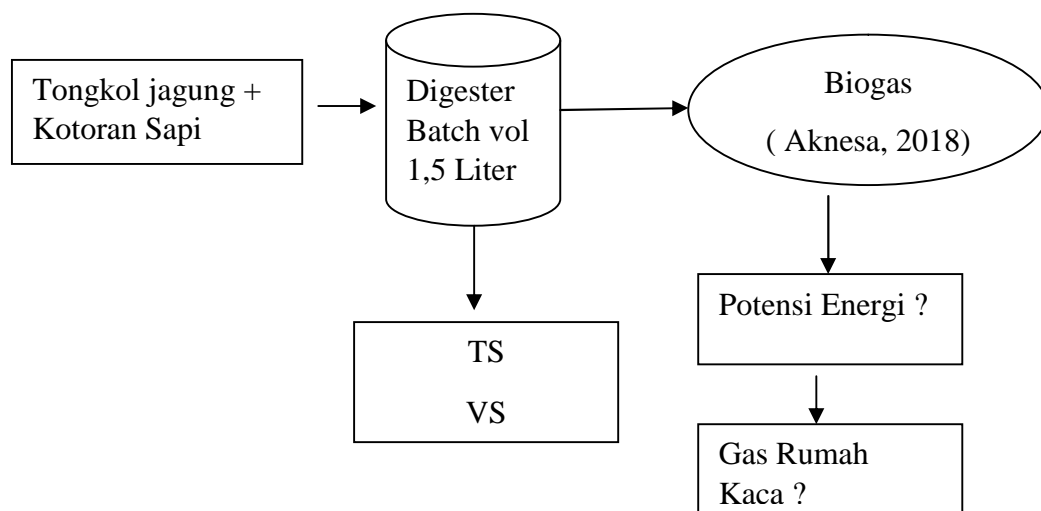 Tongkol jagung +
Kotoran Sapi
Digester
Batch vol
1,5 Liter
Biogas
( Aknesa, 2018)
TS
VS
Potensi Energi ?
Gas Rumah
Kaca ?